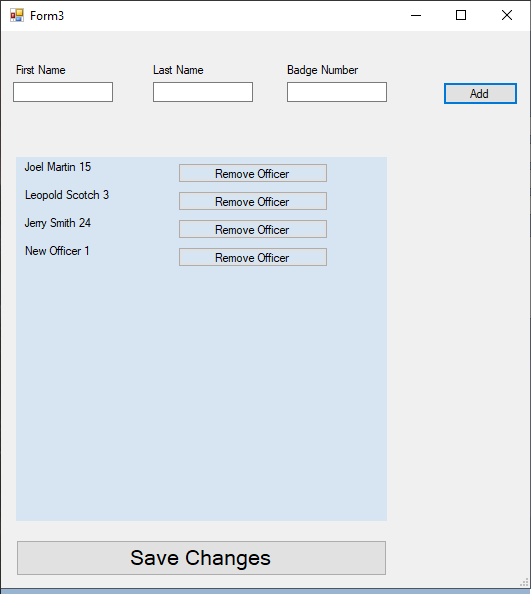 Form3
First Name Last Name Badge Number
Add
Joel Martin 15 Remove Officer
Leopold Scotch 3 Remove Officer
Jerry Smith 24 Remove Officer
New Officer 1 Remove Officer
Save Changes